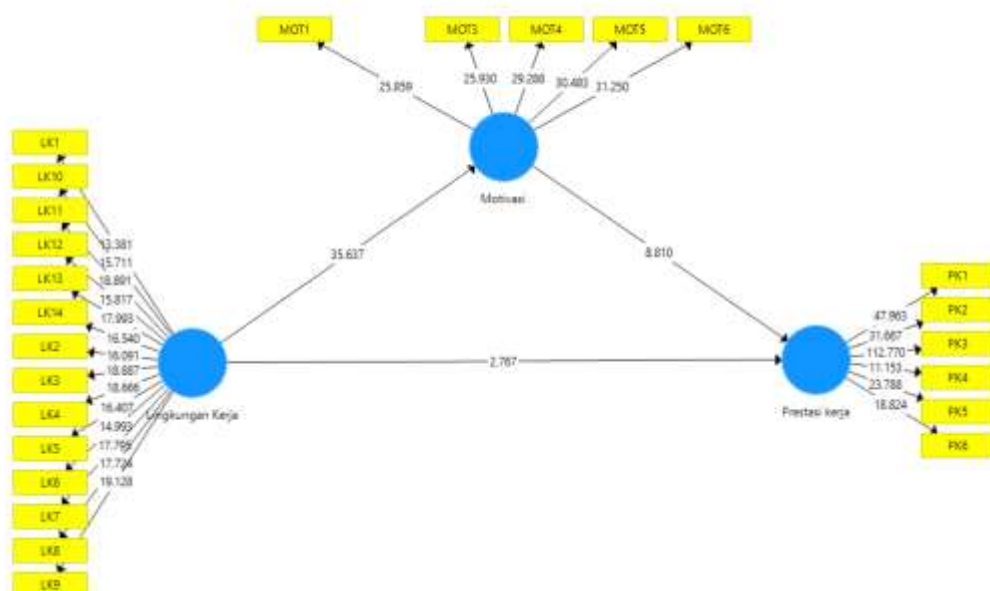 MOT1
MOT3
MOT4
MOT5
MOT6
25.859
25.930
29.288
30.483
31.250
Motivasi
LK1
LK10
LK11
LK12
LK13
LK14
LK2
LK3
LK4
LK5
LK6
LK7
LK8
LK9
13.381
15.711
18.891
15.817
17.993
16.540
16.091
18.887
18.666
16.407
14.993
17.795
17.724
19.128
Lingkungan Kerja
35.637
8.810
2.767
Prestasi kerja
47.963
31.667
112.770
11.153
23.788
18.824
PK1
PK2
PK3
PK4
PK5
PK6